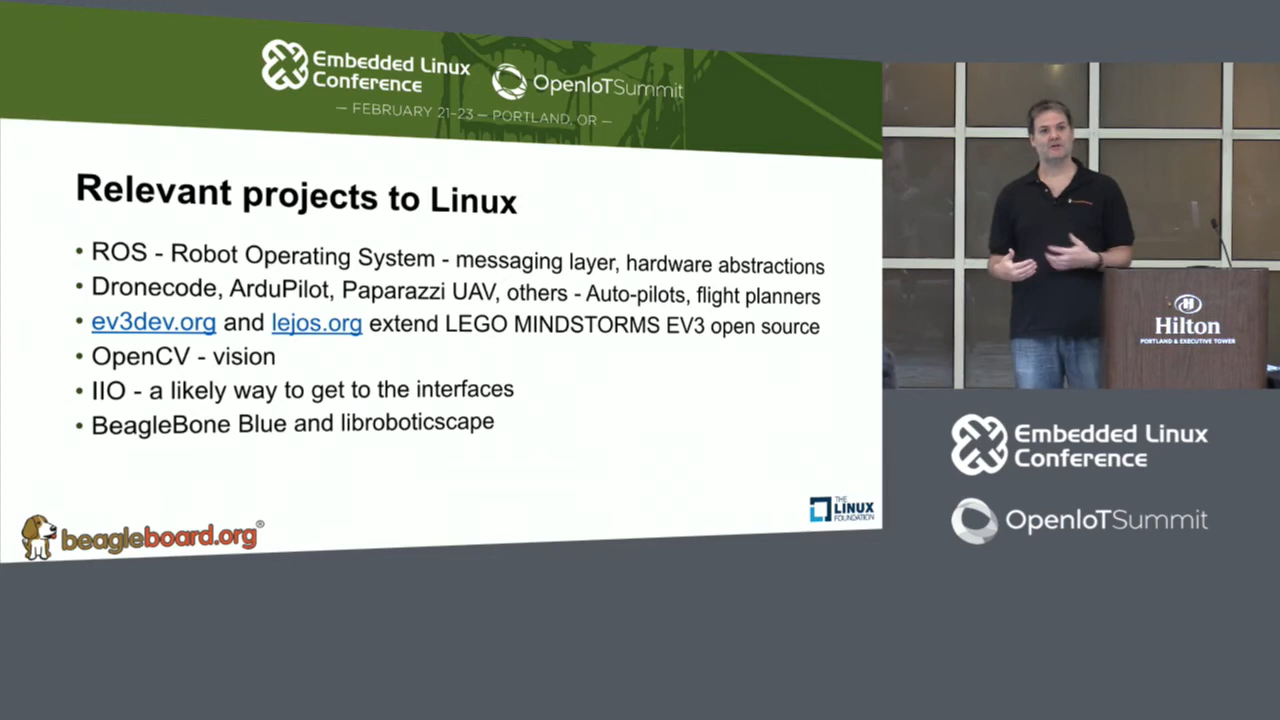 Embedded Linux
Conference
OpenIoTSummit
— FEBRUARY 21-23 — PORTLAND, OR —
Relevant projects to Linux
• ROS - Robot Operating System - messaging layer, hardware abstractions
• Dronecode, ArduPilot, Paparazzi UAV, others - Auto-pilots, flight planners
• ev3dev.org and lejos.org extend LEGO MINDSTORMS EV3 open source
• OpenCV - vision
• IIO - a likely way to get to the interfaces
• BeagleBone Blue and libroboticscape
beagleboard.org®
THE
LINUX
FOUNDATION
Hilton
PORTLAND & EXECUTIVE TOWER
Embedded Linux
Conference
OpenIoTSummit